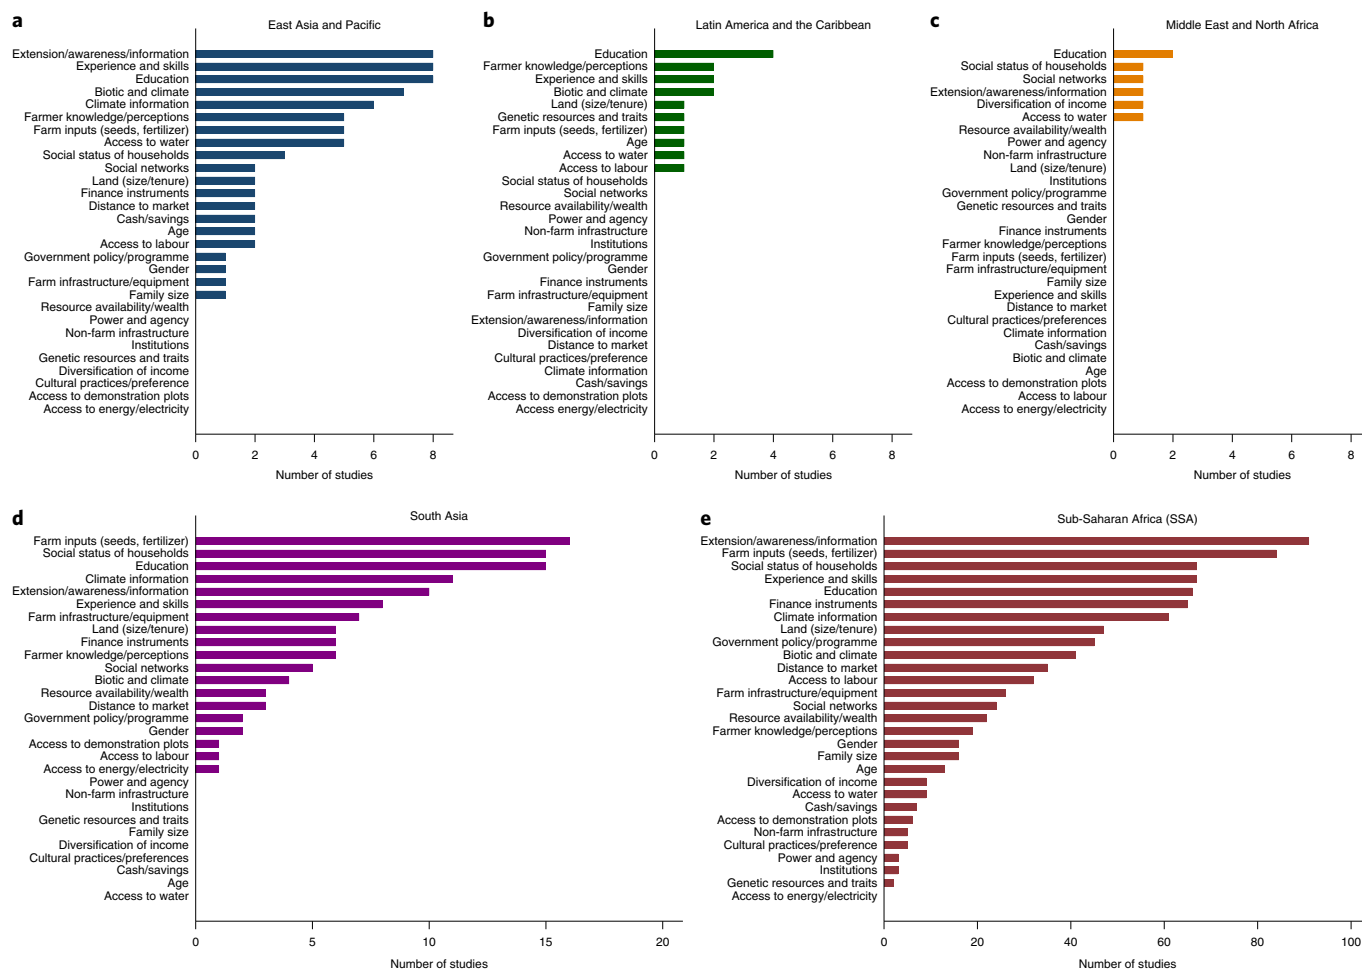 a
East Asia and Pacific
Extension/awareness/information
Experience and skills
Education
Biotic and climate
Climate information
Farmer knowledge/perceptions
Farm inputs (seeds, fertilizer)
Access to water
Social status of households
Social networks
Land (size/tenure)
Finance instruments
Distance to market
Cash/savings
Age
Access to labour
Government policy/programme
Gender
Farm infrastructure/equipment
Family size
Resource availability/wealth
Power and agency
Non-farm infrastructure
Institutions
Genetic resources and traits
Diversification of income
Cultural practices/preference
Access to demonstration plots
Access to energy/electricity
0 2 4 6 8
Number of studies
b
Latin America and the Caribbean
Education
Farmer knowledge/perceptions
Experience and skills
Biotic and climate
Land (size/tenure)
Genetic resources and traits
Farm inputs (seeds, fertilizer)
Age
Access to water
Access to labour
Social status of households
Social networks
Resource availability/wealth
Power and agency
Non-farm infrastructure
Institutions
Government policy/programme
Gender
Finance instruments
Farm infrastructure/equipment
Family size
Extension/awareness/information
Diversification of income
Distance to market
Cultural practices/preference
Climate information
Cash/savings
Access to demonstration plots
Access energy/electricity
0 2 4 6 8
Number of studies
c
Middle East and North Africa
Education
Social status of households
Social networks
Extension/awareness/information
Diversification of income
Access to water
Resource availability/wealth
Power and agency
Non-farm infrastructure
Land (size/tenure)
Institutions
Government policy/programme
Genetic resources and traits
Gender
Finance instruments
Farmer knowledge/perceptions
Farm inputs (seeds, fertilizer)
Farm infrastructure/equipment
Family size
Experience and skills
Distance to market
Cultural practices/preferences
Climate information
Cash/savings
Biotic and climate
Age
Access to demonstration plots
Access to labour
Access to energy/electricity
0 2 4 6 8
Number of studies
d
South Asia
Farm inputs (seeds, fertilizer)
Social status of households
Education
Climate information
Extension/awareness/information
Experience and skills
Farm infrastructure/equipment
Land (size/tenure)
Finance instruments
Farmer knowledge/perceptions
Social networks
Biotic and climate
Resource availability/wealth
Distance to market
Government policy/programme
Gender
Access to demonstration plots
Access to labour
Access to energy/electricity
Power and agency
Non-farm infrastructure
Institutions
Genetic resources and traits
Family size
Diversification of income
Cultural practices/preferences
Cash/savings
Age
Access to water
0 5 10 15 20
Number of studies
e
Sub-Saharan Africa (SSA)
Extension/awareness/information
Farm inputs (seeds, fertilizer)
Social status of households
Experience and skills
Education
Finance instruments
Climate information
Land (size/tenure)
Government policy/programme
Biotic and climate
Distance to market
Access to labour
Farm infrastructure/equipment
Social networks
Resource availability/wealth
Farmer knowledge/perceptions
Gender
Family size
Age
Diversification of income
Access to water
Cash/savings
Access to demonstration plots
Non-farm infrastructure
Cultural practices/preference
Power and agency
Institutions
Genetic resources and traits
Access to energy/electricity
0 20 40 60 80 100
Number of studies